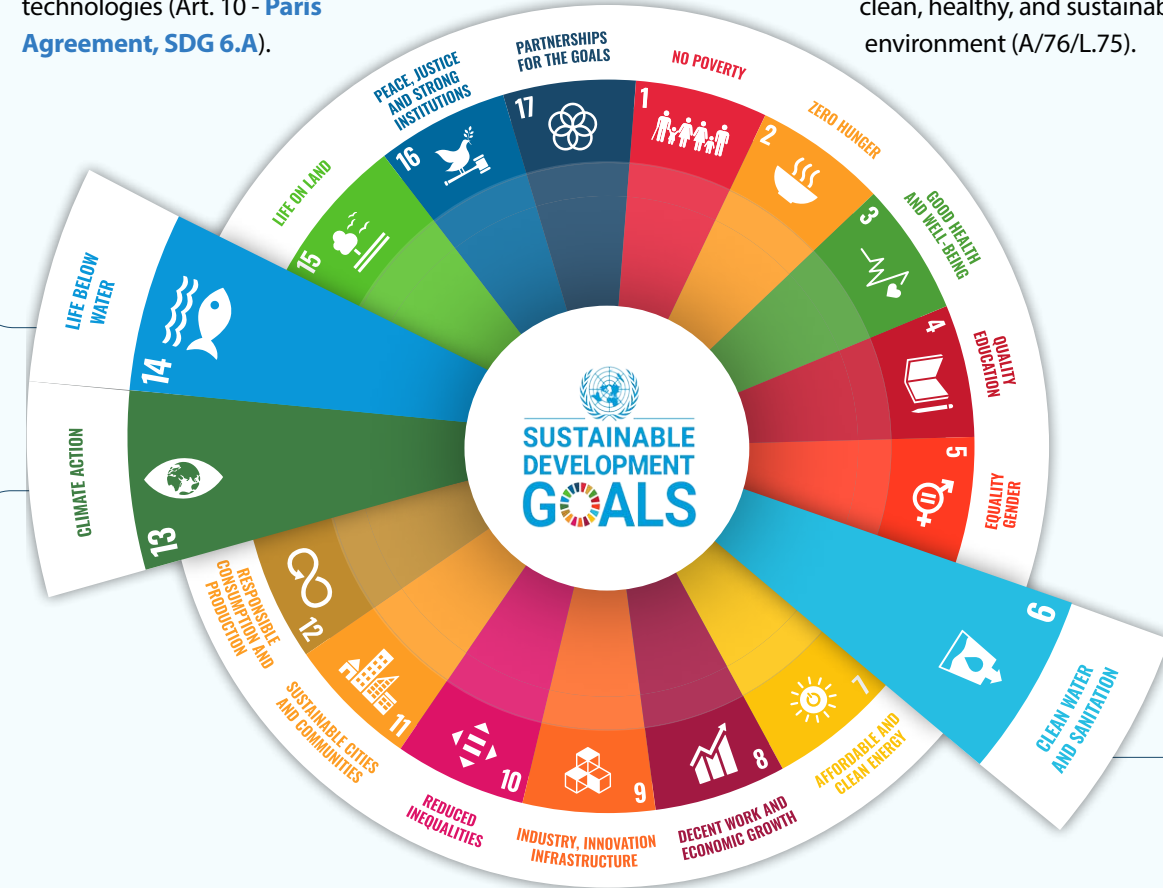 technologies (Art. 10 - Paris
Agreement, SDG 6.A).
clean, healthy, and sustainab
environment (A/76/L.75).
1
NO POVERTY
2
ZERO HUNGER
3
GOOD HEALTH
AND WELL-BEING
4
QUALITY
EDUCATION
5
EQUALITY
GENDER
6
CLEAN WATER
AND SANITATION
7
AFFORDABLE AND
CLEAN ENERGY
8
DECENT WORK AND
ECONOMIC GROWTH
9
INDUSTRY, INNOVATION
INFRASTRUCTURE
10
REDUCED
INEQUALITIES
11
SUSTAINABLE CITIES
AND COMMUNITIES
12
RESPONSIBLE
CONSUMPTION AND
PRODUCTION
13
CLIMATE ACTION
14
LIFE BELOW
WATER
15
LIFE ON LAND
16
PEACE, JUSTICE
AND STRONG
INSTITUTIONS
17
PARTNERSHIPS
FOR THE GOALS
SUSTAINABLE
DEVELOPMENT
GOALS